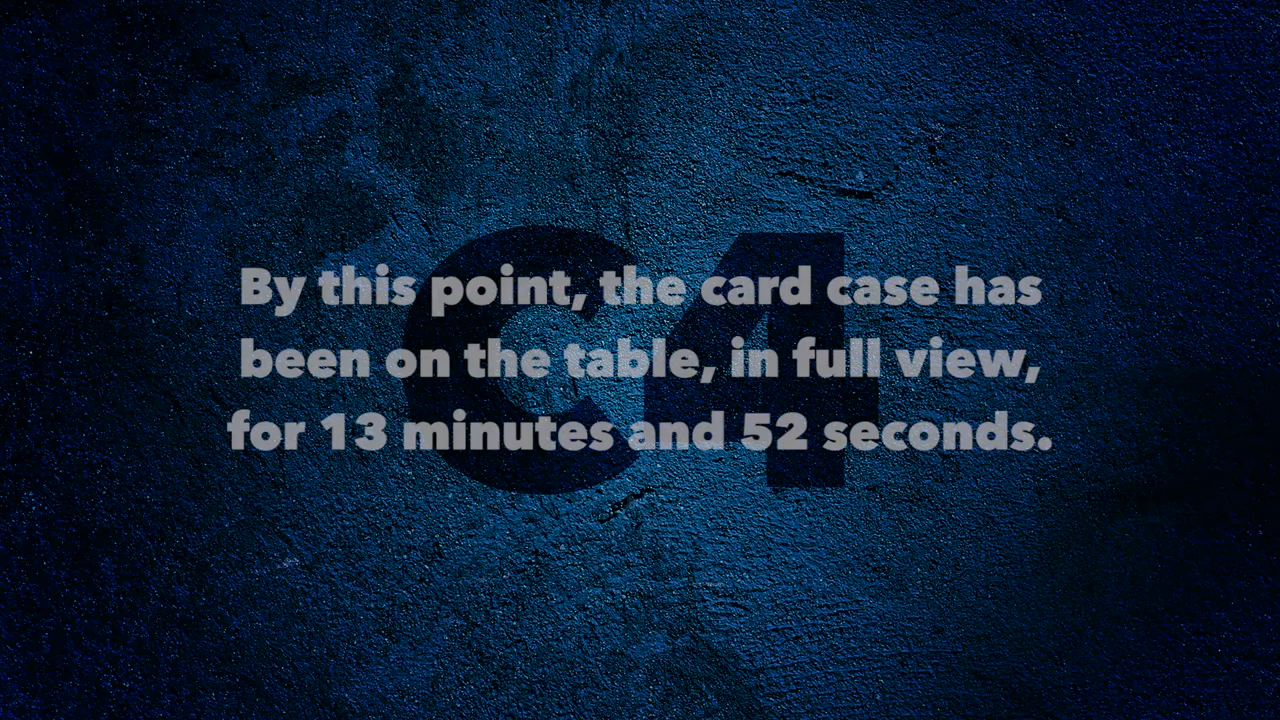 C4
By this point, the card case has
been on the table, in full view,
for 13 minutes and 52 seconds.